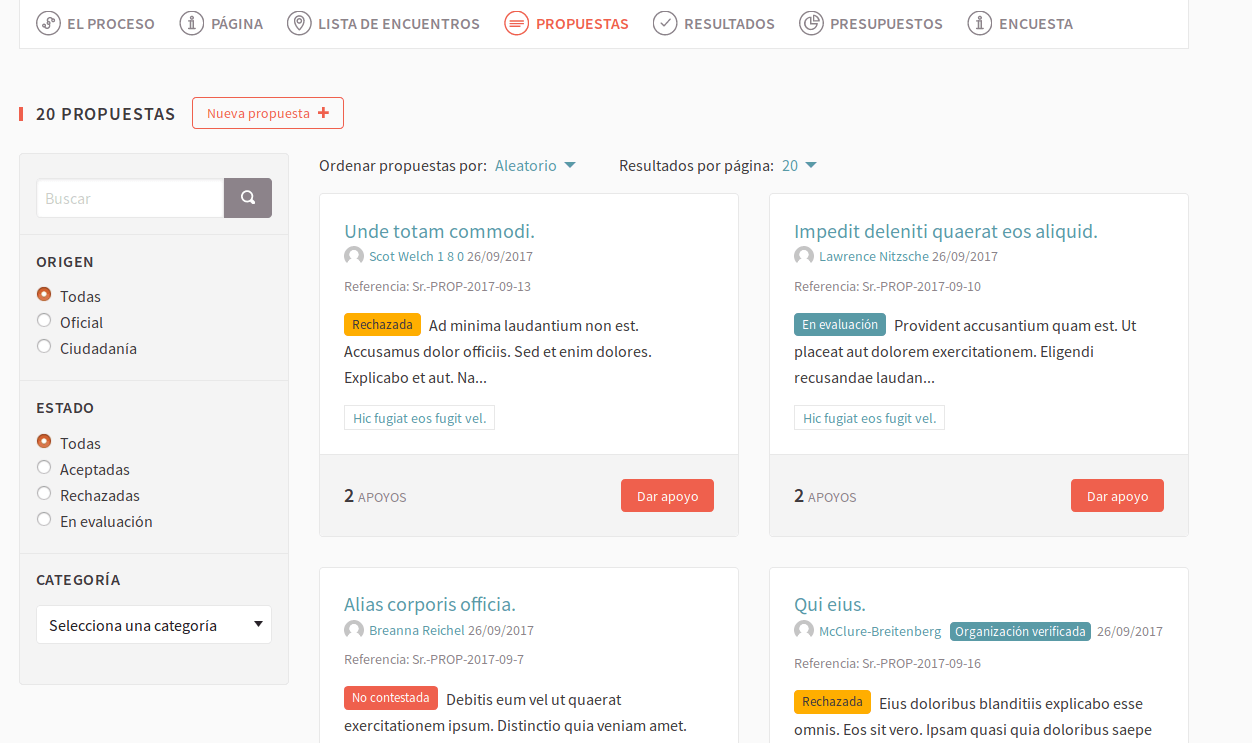 EL PROCESO PÁGINA LISTA DE ENCUENTROS PROPUESTAS RESULTADOS PRESUPUESTOS ENCUESTA
20 PROPUESTAS Nueva propuesta +
Buscar
ORIGEN
Todas
Oficial
Ciudadanía
ESTADO
Todas
Aceptadas
Rechazadas
En evaluación
CATEGORÍA
Selecciona una categoría
Ordenar propuestas por: Aleatorio Resultados por página: 20
Unde totam commodi.
Scot Welch 1 8 0 26/09/2017
Referencia: Sr.-PROP-2017-09-13
Rechazada Ad minima laudantium non est.
Accusamus dolor officiis. Sed et enim dolores.
Explicabo et aut. Na...
Hic fugiat eos fugit vel.
2 APOYOS Dar apoyo
Impedit deleniti quaerat eos aliquid.
Lawrence Nitzsche 26/09/2017
Referencia: Sr.-PROP-2017-09-10
En evaluación Provident accusantium quam est. Ut
placeat aut dolorem exercitationem. Eligendi
recusandae laudan...
Hic fugiat eos fugit vel.
2 APOYOS Dar apoyo
Alias corporis officia.
Breanna Reichel 26/09/2017
Referencia: Sr.-PROP-2017-09-7
No contestada Debitis eum vel ut quaerat
exercitationem ipsum. Distinctio quia veniam amet.
Qui eius.
McClure-Breitenberg Organización verificada 26/09/2017
Referencia: Sr.-PROP-2017-09-16
Rechazada Eius doloribus blanditiis explicabo esse
omnis. Eos sit vero. Ipsam quasi quia doloribus saepe